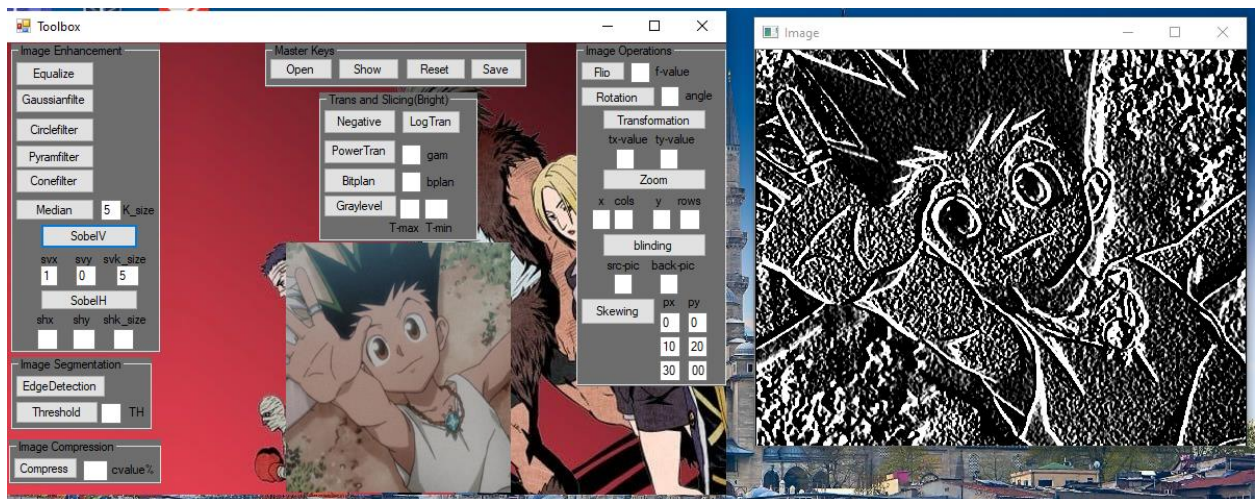 Toolbox
Image
Image Enhancement
Equalize
Gaussianfilte
Circlefilter
Pyramfilter
Conefilter
Median 5 K_size
SobelV
svx svy svk_size
1 0 5
SobelH
shx shy shk_size
Image Segmentation
EdgeDetection
Threshold TH
Image Compression
Compress cvalue%
Master Keys
Open Show Reset Save
Trans and Slicing(Bright)
Negative LogTran
PowerTran gam
Bitplan bplan
Graylevel
T-max T-min
Image Operations
Flip f-value
Rotation angle
Transformation
tx-value ty-value
Zoom
x cols y rows
blinding
src-pic back-pic
Skewing px py
0 0
10 20
30 00